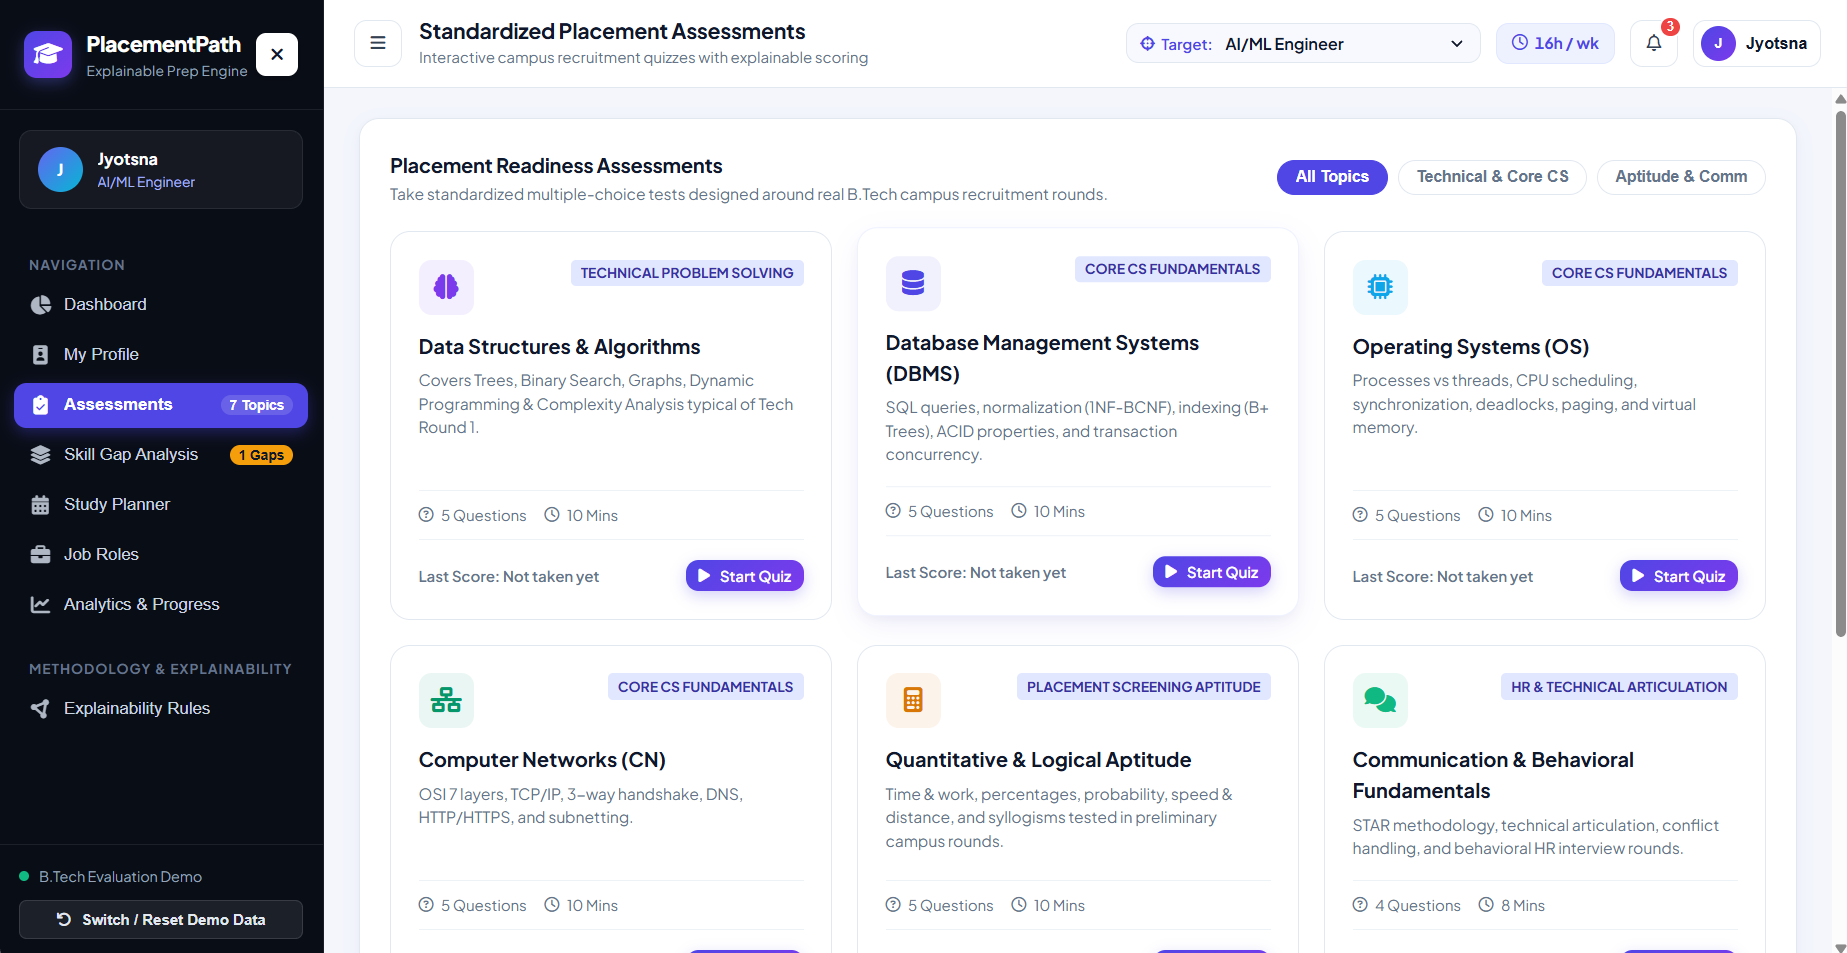 PlacementPath
Explainable Prep Engine
Jyotsna
AI/ML Engineer
NAVIGATION
Dashboard
My Profile
Assessments 7 Topics
Skill Gap Analysis 1 Gaps
Study Planner
Job Roles
Analytics & Progress
METHODOLOGY & EXPLAINABILITY
Explainability Rules
B.Tech Evaluation Demo
Switch / Reset Demo Data
Standardized Placement Assessments
Interactive campus recruitment quizzes with explainable scoring
Target: AI/ML Engineer
16h / wk
3
J Jyotsna
Placement Readiness Assessments
Take standardized multiple-choice tests designed around real B.Tech campus recruitment rounds.
All Topics
Technical & Core CS
Aptitude & Comm
TECHNICAL PROBLEM SOLVING
Data Structures & Algorithms
Covers Trees, Binary Search, Graphs, Dynamic
Programming & Complexity Analysis typical of Tech
Round 1.
5 Questions 10 Mins
Last Score: Not taken yet
Start Quiz
CORE CS FUNDAMENTALS
Database Management Systems
(DBMS)
SQL queries, normalization (1NF-BCNF), indexing (B+
Trees), ACID properties, and transaction
concurrency.
5 Questions 10 Mins
Last Score: Not taken yet
Start Quiz
CORE CS FUNDAMENTALS
Operating Systems (OS)
Processes vs threads, CPU scheduling,
synchronization, deadlocks, paging, and virtual
memory.
5 Questions 10 Mins
Last Score: Not taken yet
Start Quiz
CORE CS FUNDAMENTALS
Computer Networks (CN)
OSI 7 layers, TCP/IP, 3-way handshake, DNS,
HTTP/HTTPS, and subnetting.
5 Questions 10 Mins
PLACEMENT SCREENING APTITUDE
Quantitative & Logical Aptitude
Time & work, percentages, probability, speed &
distance, and syllogisms tested in preliminary
campus rounds.
5 Questions 10 Mins
HR & TECHNICAL ARTICULATION
Communication & Behavioral
Fundamentals
STAR methodology, technical articulation, conflict
handling, and behavioral HR interview rounds.
4 Questions 8 Mins
J